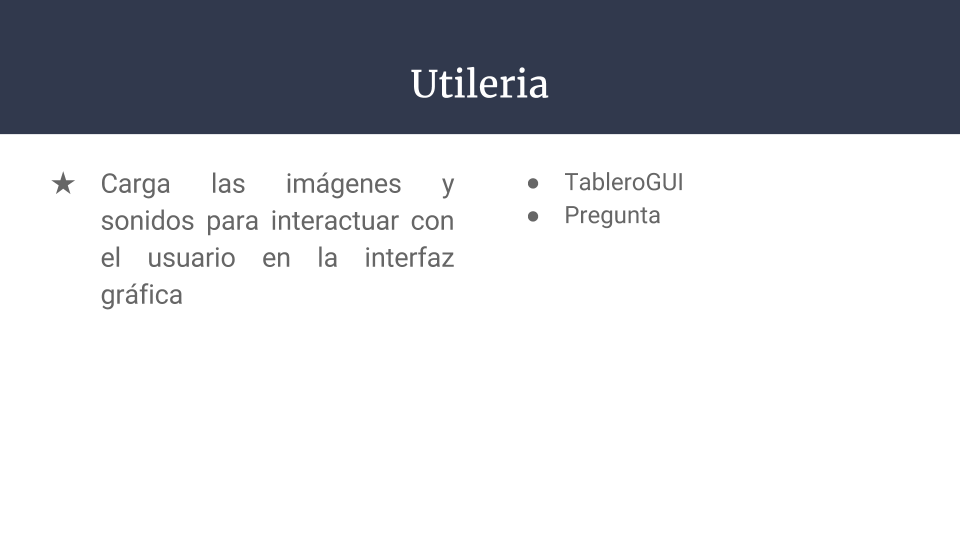 Utileria
★ Carga las imágenes y
sonidos para interactuar con
el usuario en la interfaz
gráfica
● TableroGUI
● Pregunta